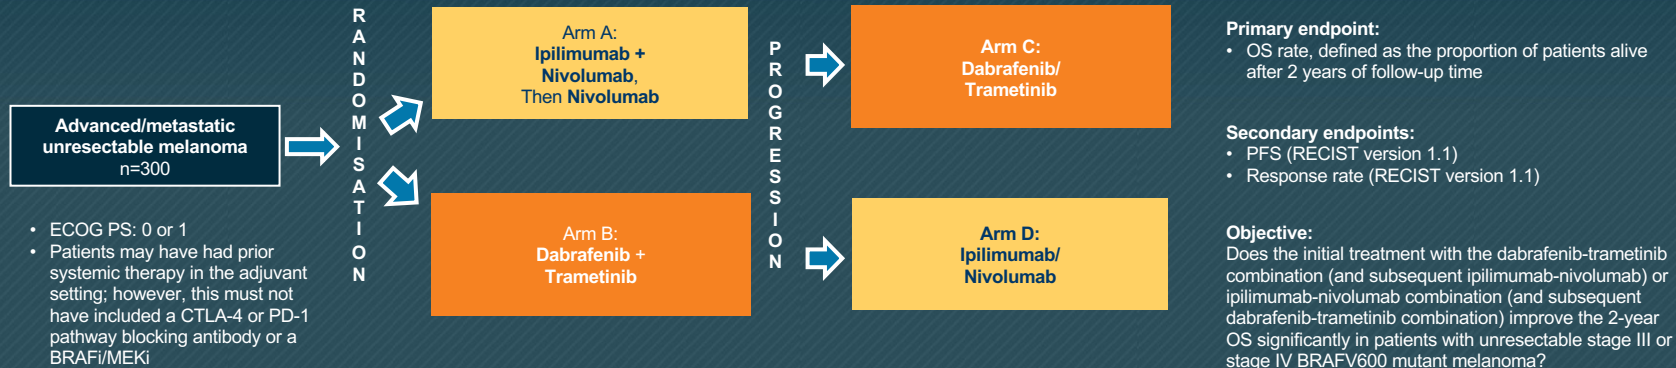 Advanced/metastatic
unresectable melanoma
n=300
• ECOG PS: 0 or 1
• Patients may have had prior
systemic therapy in the adjuvant
setting; however, this must not
have included a CTLA-4 or PD-1
pathway blocking antibody or a
BRAFi/MEKi
RANDOMISATION
Arm A:
Ipilimumab +
Nivolumab,
Then Nivolumab
Arm B:
Dabrafenib +
Trametinib
PROGRESSION
Arm C:
Dabrafenib/
Trametinib
Arm D:
Ipilimumab/
Nivolumab
Primary endpoint:
• OS rate, defined as the proportion of patients alive
after 2 years of follow-up time
Secondary endpoints:
• PFS (RECIST version 1.1)
• Response rate (RECIST version 1.1)
Objective:
Does the initial treatment with the dabrafenib-trametinib
combination (and subsequent ipilimumab-nivolumab) or
ipilimumab-nivolumab combination (and subsequent
dabrafenib-trametinib combination) improve the 2-year
OS significantly in patients with unresectable stage III or
stage IV BRAFV600 mutant melanoma?